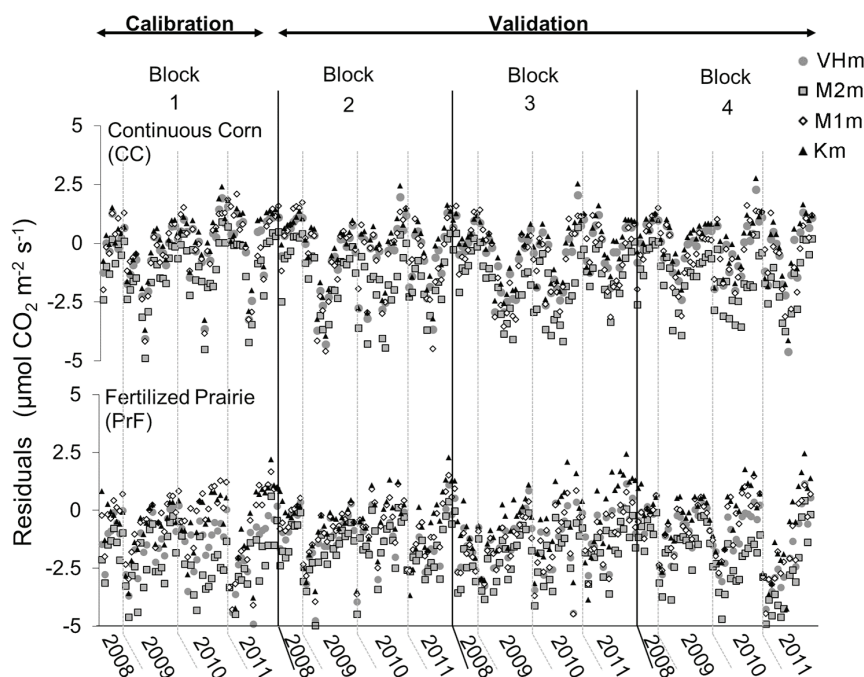 Calibration Validation
Block Block Block Block
1 2 3 4
VHm
M2m
M1m
Km
Residuals (μmol CO₂ m⁻² s⁻¹)
5
Continuous Corn
(CC)
2.5
0
-2.5
-5
5
Fertilized Prairie
(PrF)
2.5
0
-2.5
-5
2008 2009 2010 2011 2008 2009 2010 2011 2008 2009 2010 2011 2008 2009 2010 2011